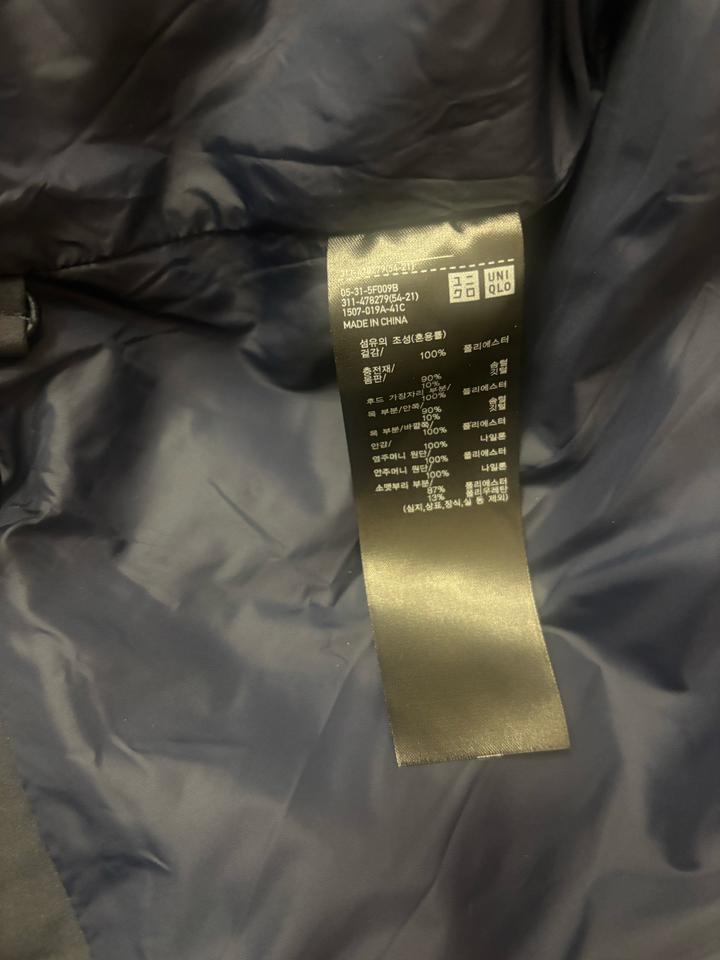 311-478279(54-21)
ユニ UNI
クロ QLO
05-31-5F009B
311-478279(54-21)
1507-019A-41C
MADE IN CHINA
섬유의 조성(혼용률)
겉감/ 100% 폴리에스터
충전재/
몸판/ 90% 솜털
10% 깃털
후드 가장자리 부분/
100% 폴리에스터
목 부분/안쪽/ 90% 솜털
10% 깃털
목 부분/바깥쪽/
100% 폴리에스터
안감/ 100% 나일론
옆주머니 원단/
100% 폴리에스터
안주머니 원단/
100% 나일론
소맷부리 부분/
87% 폴리에스터
13% 폴리우레탄
(심지,상표,장식,실 등 제외)